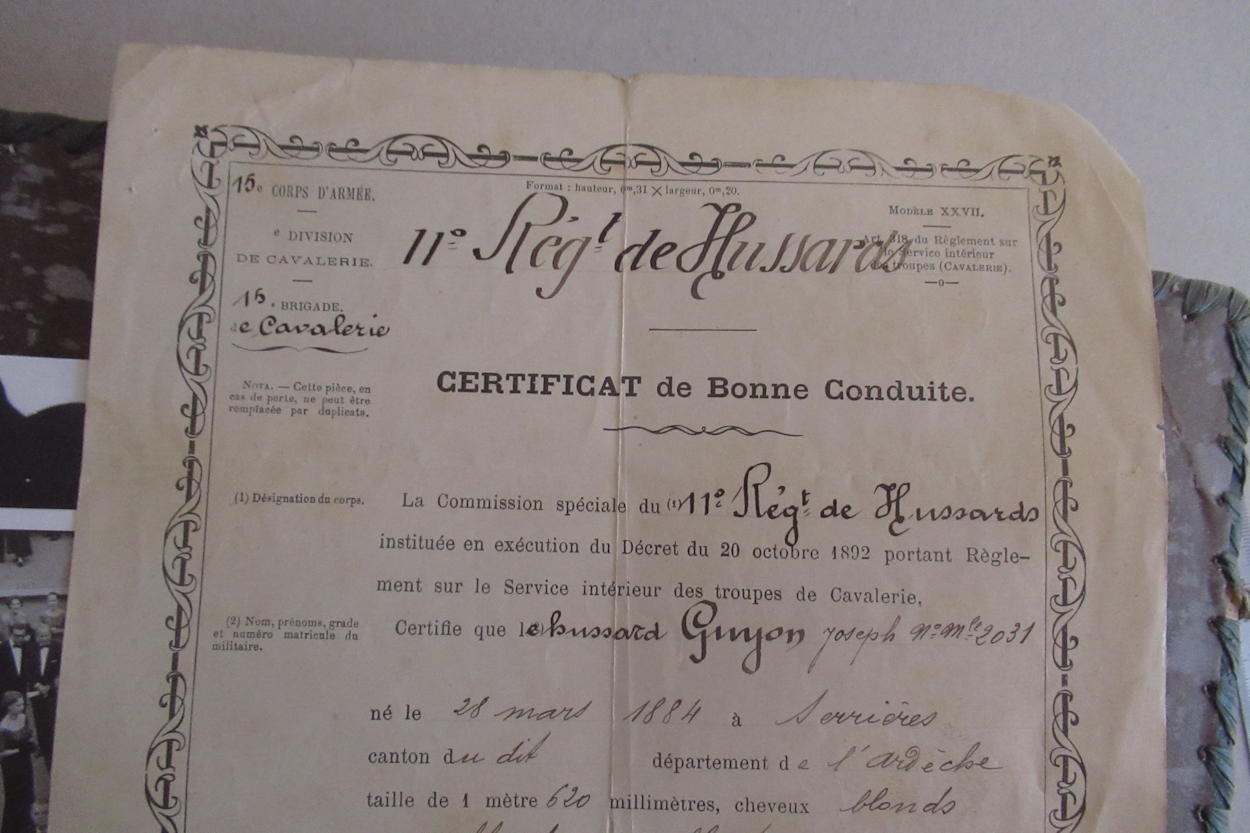 15e CORPS D'ARMÉE.
e DIVISION
DE CAVALERIE.
15e BRIGADE.
de Cavalerie
NOTA. — Cette pièce, en
cas de perte, ne peut être
remplacée par duplicata.
Format : hauteur, 0m,31 × largeur, 0m,20.
11e Régt de Hussards
MODÈLE XXVII.
Art. 318 du Règlement sur
le Service intérieur
des troupes (CAVALERIE).
CERTIFICAT de Bonne Conduite.
(1) Désignation du corps.
La Commission spéciale du (1) 11e Régt de Hussards
instituée en exécution du Décret du 20 octobre 1892 portant Règle-
ment sur le Service intérieur des troupes de Cavalerie,
(2) Nom, prénoms, grade
et numéro matricule du
militaire.
Certifie que le hussard Guyon Joseph No Mle 2031
né le 28 mars 1884 à Serrières
canton du dit département de l'ardèche
taille de 1 mètre 620 millimètres, cheveux blonds